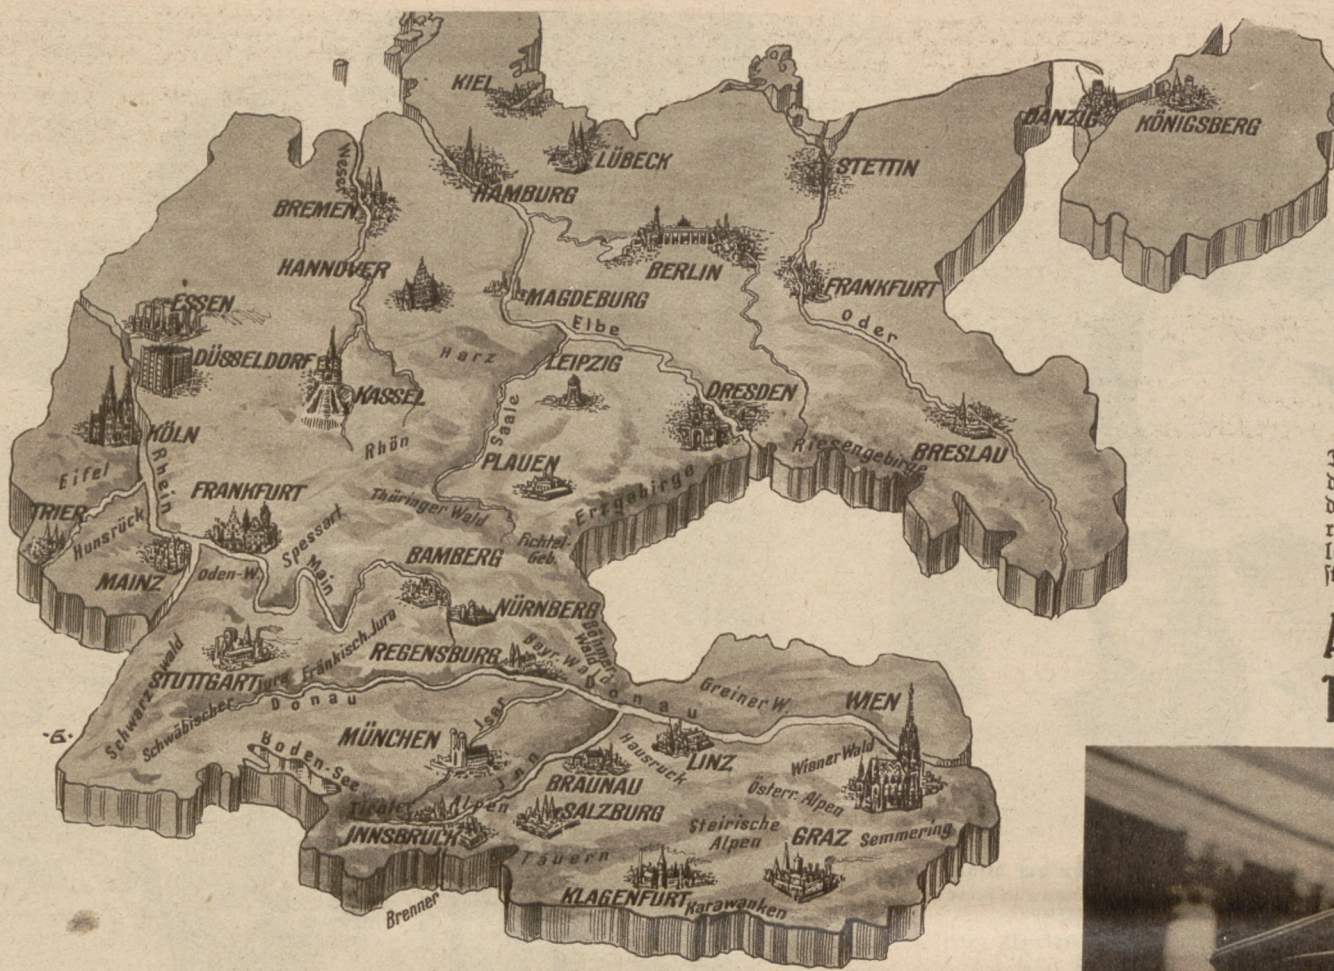 KIEL
DANZIG
KÖNIGSBERG
LÜBECK
STETTIN
Weser
HAMBURG
BREMEN
HANNOVER
BERLIN
FRANKFURT
MAGDEBURG
ESSEN
Elbe
Oder
Harz
DÜSSELDORF
LEIPZIG
KASSEL
DRESDEN
Saale
KÖLN
Rhön
Riesengebirge
BRESLAU
PLAUEN
Eifel
Rhein
FRANKFURT
Thüringer Wald
Erzgebirge
TRIER
Hunsrück
Spessart
Fichtel-
Geb.
BAMBERG
MAINZ
Oden-W.
Main
NÜRNBERG
Böhmer
Wald
Bayr. Wald
Fränkisch. Jura
REGENSBURG
Schwarzwald
STUTTGART
Schwäbischer Jura
Donau
Donau
Greiner W.
WIEN
·6·
MÜNCHEN
Isar
Boden-See
Inn
Hausruck
LINZ
Wiener Wald
BRAUNAU
Österr. Alpen
Tiroler Alpen
SALZBURG
Steirische
Alpen
GRAZ
Semmering
INNSBRUCK
Tauern
KLAGENFURT
Karawanken
Brenner